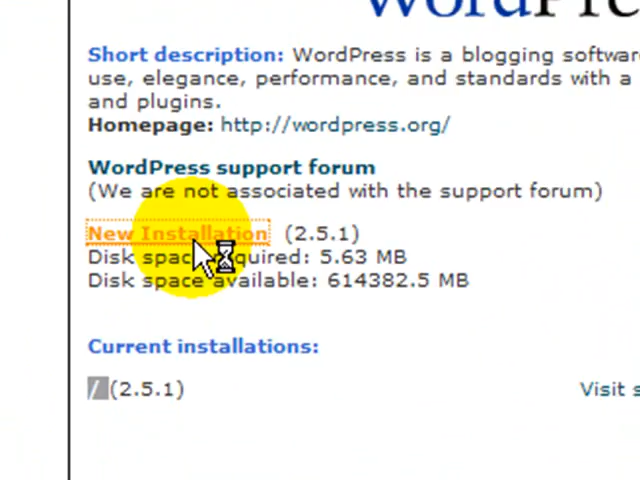 WordPre
Short description: WordPress is a blogging softwar
use, elegance, performance, and standards with a
and plugins.
Homepage: http://wordpress.org/
WordPress support forum
(We are not associated with the support forum)
New Installation (2.5.1)
Disk space required: 5.63 MB
Disk space available: 614382.5 MB
Current installations:
/ (2.5.1)
Visit s